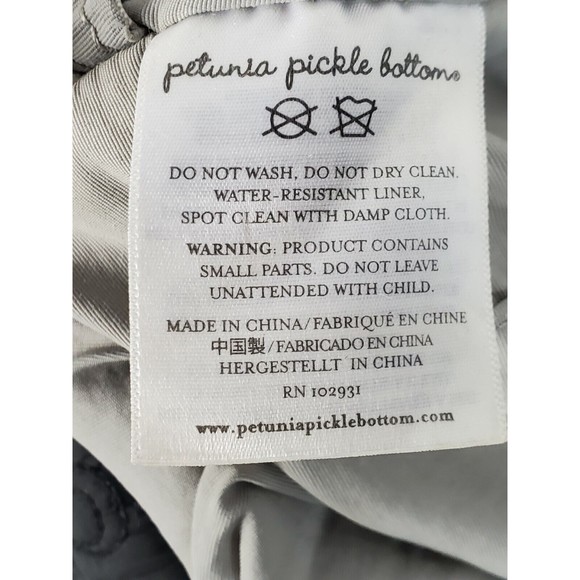 petunia pickle bottom®
DO NOT WASH, DO NOT DRY CLEAN.
WATER-RESISTANT LINER,
SPOT CLEAN WITH DAMP CLOTH.
WARNING: PRODUCT CONTAINS
SMALL PARTS. DO NOT LEAVE
UNATTENDED WITH CHILD.
MADE IN CHINA/FABRIQUÉ EN CHINE
中国製/FABRICADO EN CHINA
HERGESTELLT IN CHINA
RN 102931
www.petuniapicklebottom.com